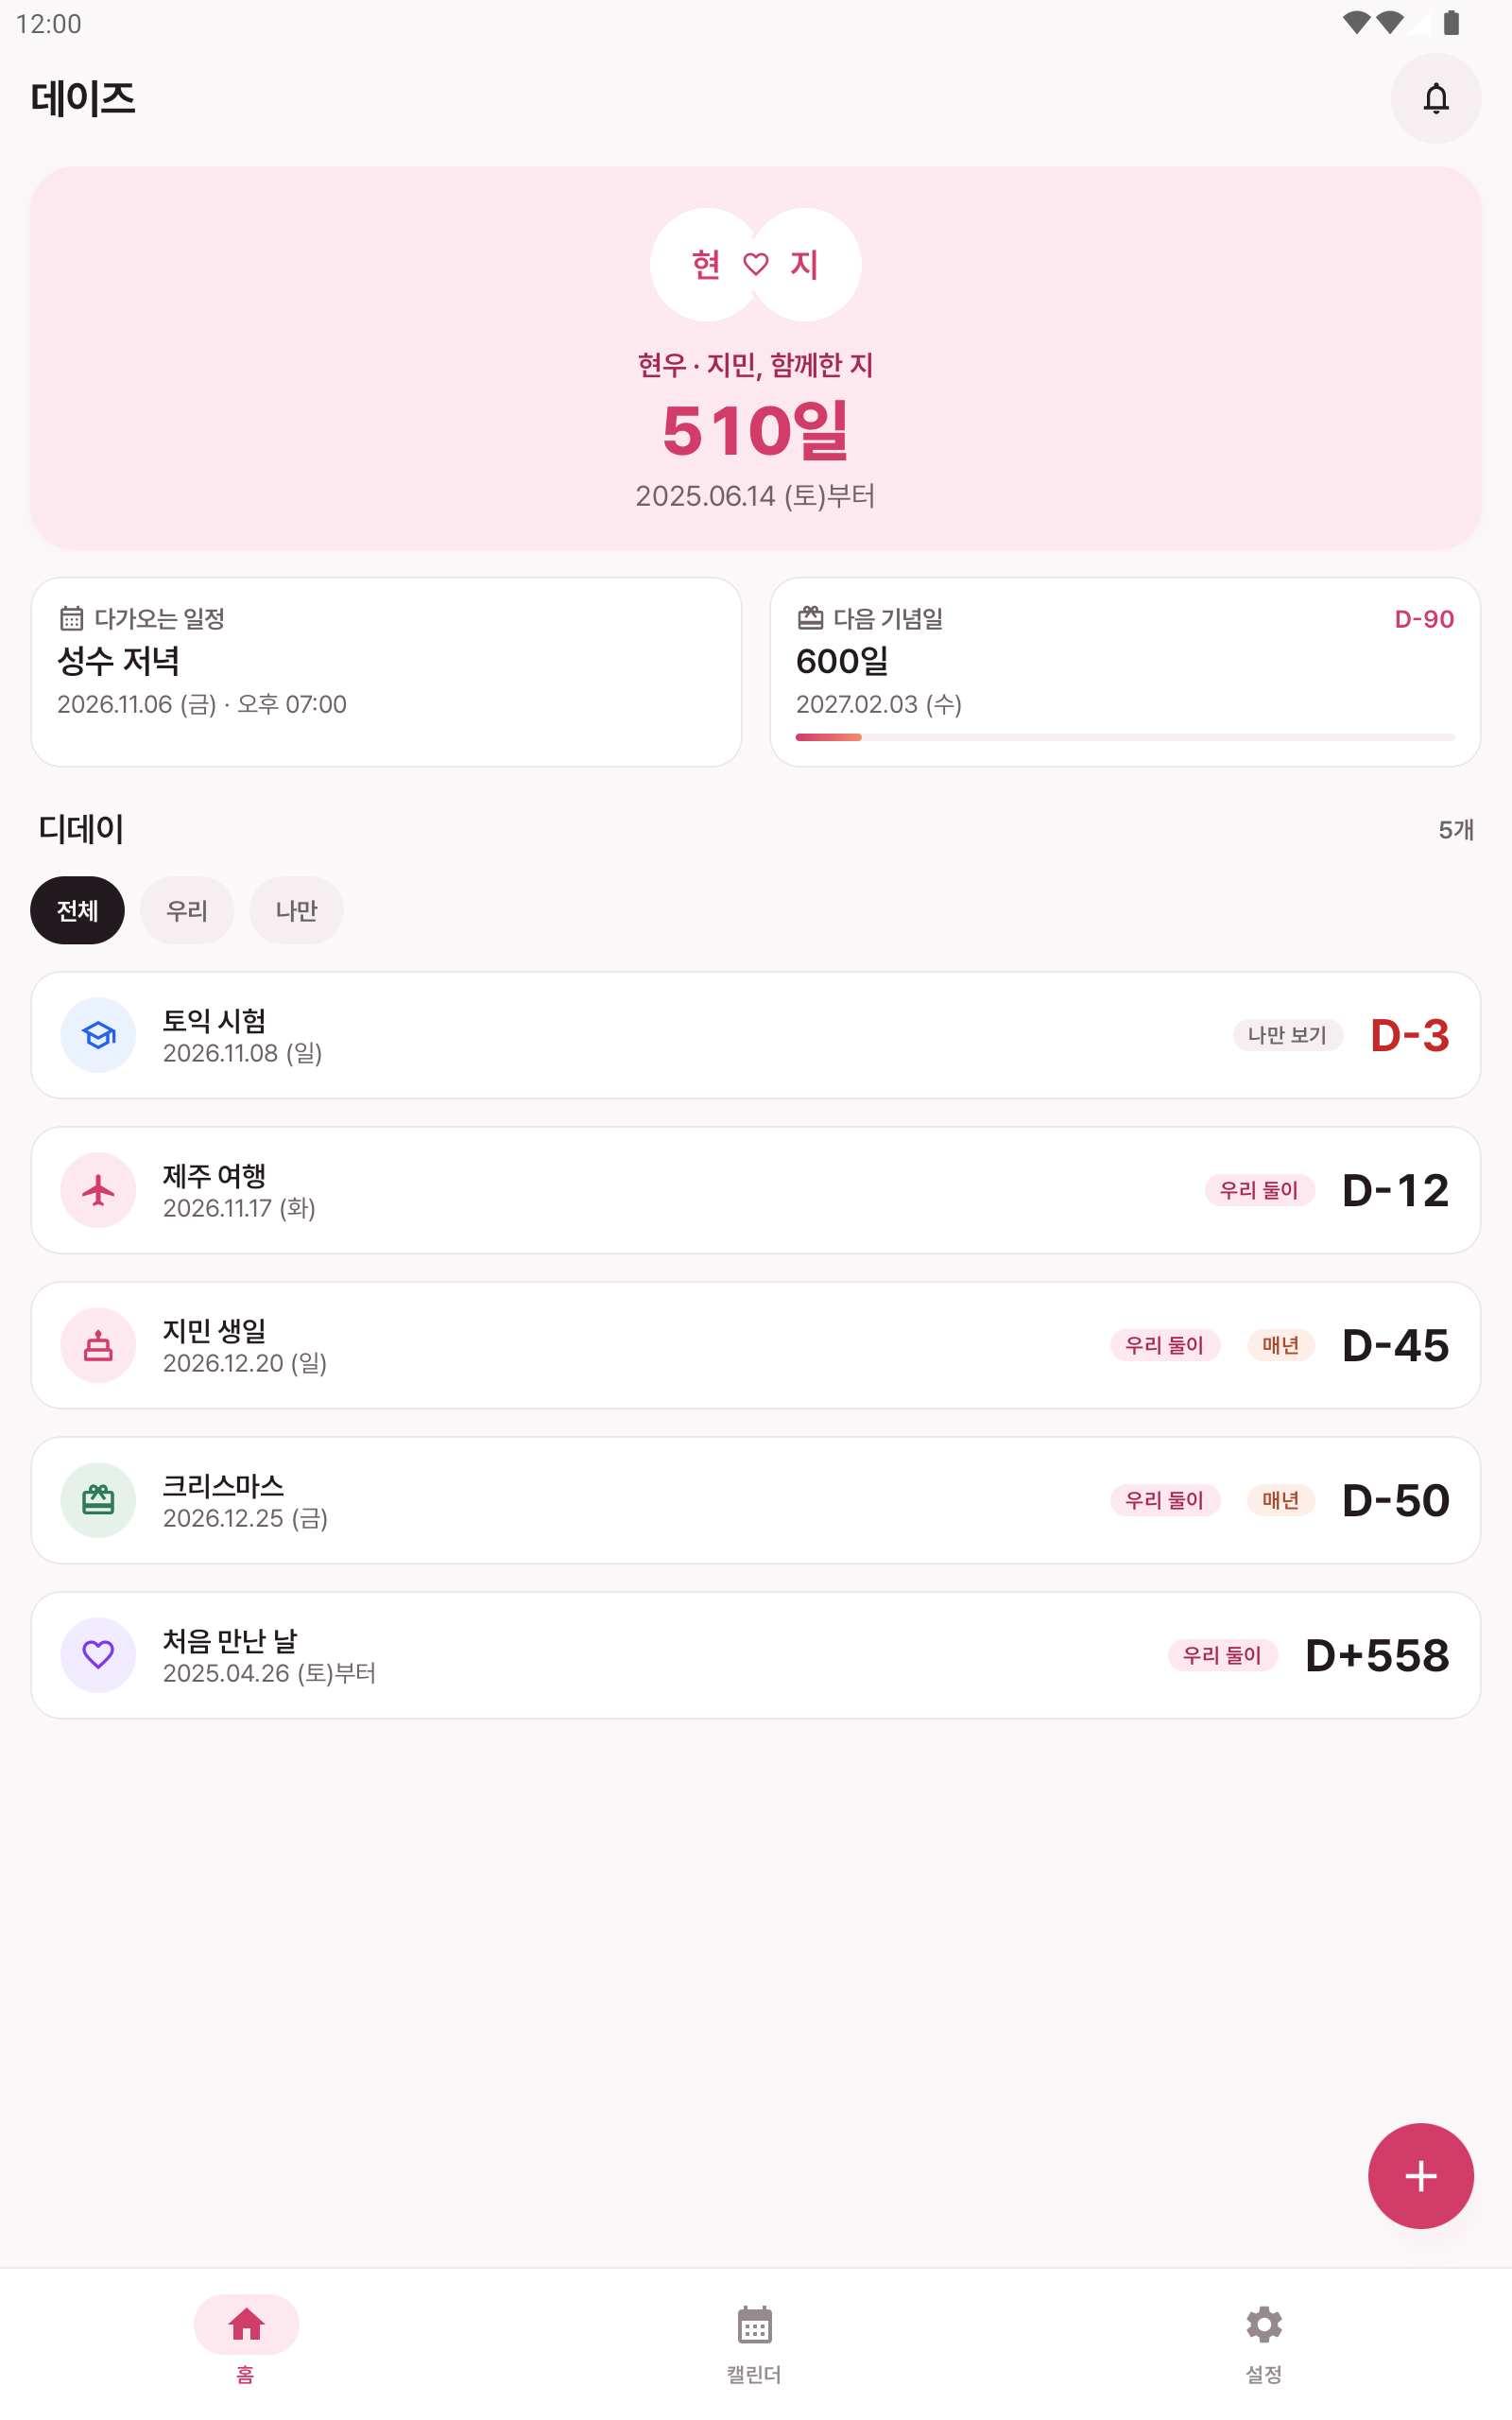 12:00
데이즈
현 지
현우 · 지민, 함께한 지
510일
2025.06.14 (토)부터
다가오는 일정
성수 저녁
2026.11.06 (금) · 오후 07:00
다음 기념일 D-90
600일
2027.02.03 (수)
디데이 5개
전체 우리 나만
토익 시험
2026.11.08 (일)
나만 보기 D-3
제주 여행
2026.11.17 (화)
우리 둘이 D-12
지민 생일
2026.12.20 (일)
우리 둘이 매년 D-45
크리스마스
2026.12.25 (금)
우리 둘이 매년 D-50
처음 만난 날
2025.04.26 (토)부터
우리 둘이 D+558
홈 캘린더 설정